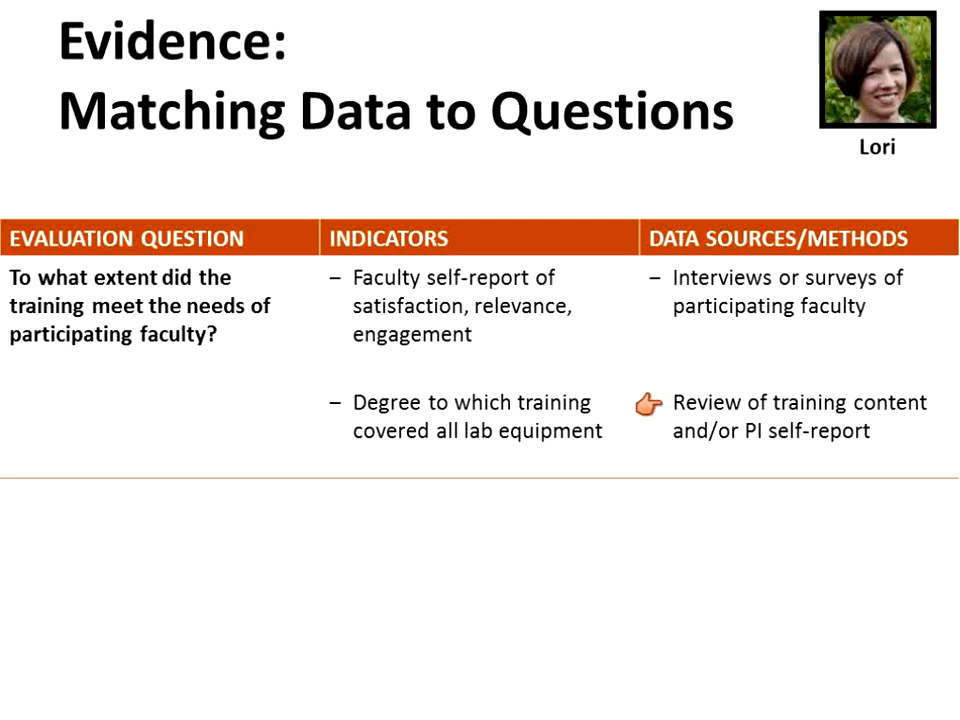 Evidence:
Matching Data to Questions
Lori
EVALUATION QUESTION
INDICATORS
DATA SOURCES/METHODS
To what extent did the
training meet the needs of
participating faculty?
– Faculty self-report of
satisfaction, relevance,
engagement
– Interviews or surveys of
participating faculty
– Degree to which training
covered all lab equipment
Review of training content
and/or PI self-report